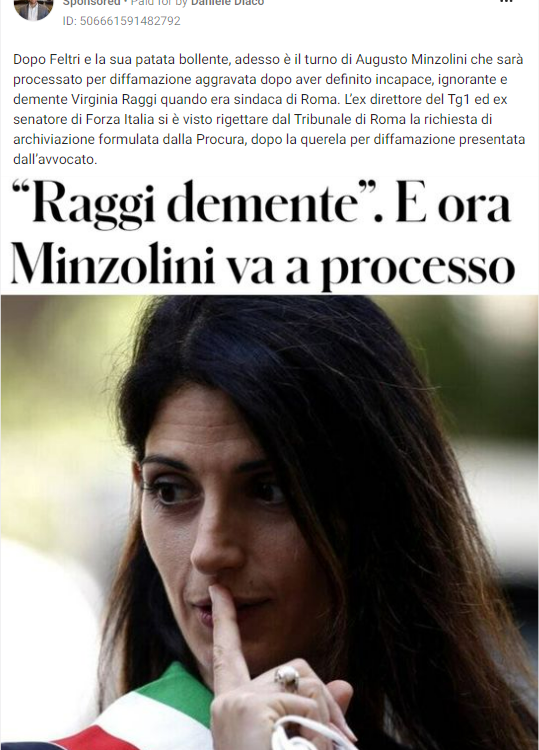 Sponsored • Paid for by Daniele Diaco
ID: 506661591482792
Dopo Feltri e la sua patata bollente, adesso è il turno di Augusto Minzolini che sarà
processato per diffamazione aggravata dopo aver definito incapace, ignorante e
demente Virginia Raggi quando era sindaca di Roma. L’ex direttore del Tg1 ed ex
senatore di Forza Italia si è visto rigettare dal Tribunale di Roma la richiesta di
archiviazione formulata dalla Procura, dopo la querela per diffamazione presentata
dall’avvocato.
“Raggi demente”. E ora
Minzolini va a processo